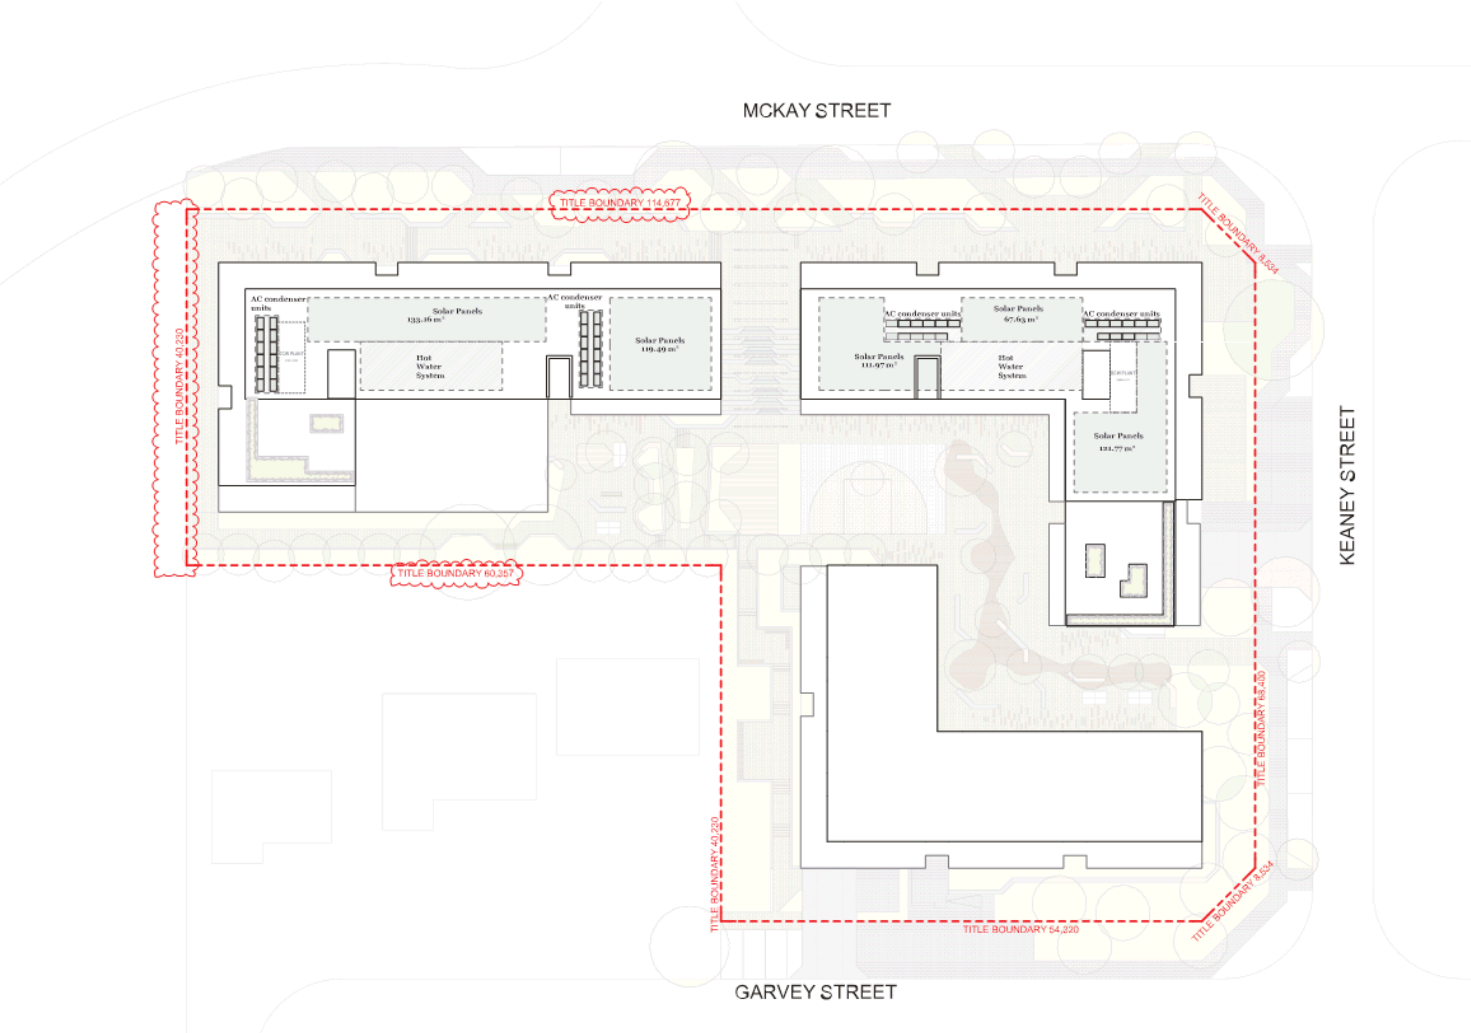 MCKAY STREET
TITLE BOUNDARY 114,677
TITLE BOUNDARY 8,534
TITLE BOUNDARY 40,230
AC condenser
units
Solar Panels
133.16 m²
AC condenser
units
Solar Panels
119.49 m²
Hot
Water
System
Solar Panels
67.63 m²
AC condenser units
AC condenser units
Solar Panels
111.97 m²
Hot
Water
System
Solar Panels
121.77 m²
KEANEY STREET
TITLE BOUNDARY 60,357
TITLE BOUNDARY 68,400
TITLE BOUNDARY 40,230
TITLE BOUNDARY 8,534
TITLE BOUNDARY 54,220
GARVEY STREET